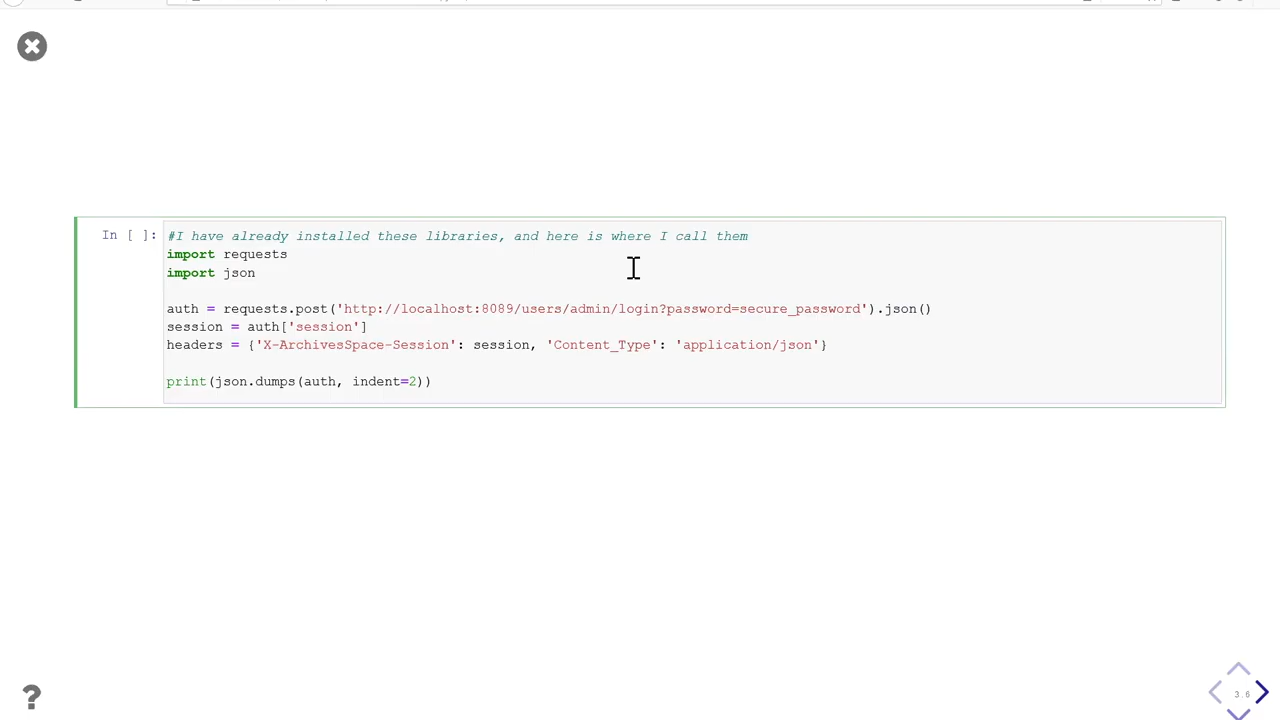 In [ ]:
#I have already installed these libraries, and here is where I call them
import requests
import json
auth = requests.post('http://localhost:8089/users/admin/login?password=secure_password').json()
session = auth['session']
headers = {'X-ArchivesSpace-Session': session, 'Content_Type': 'application/json'}
print(json.dumps(auth, indent=2))
?
3.6